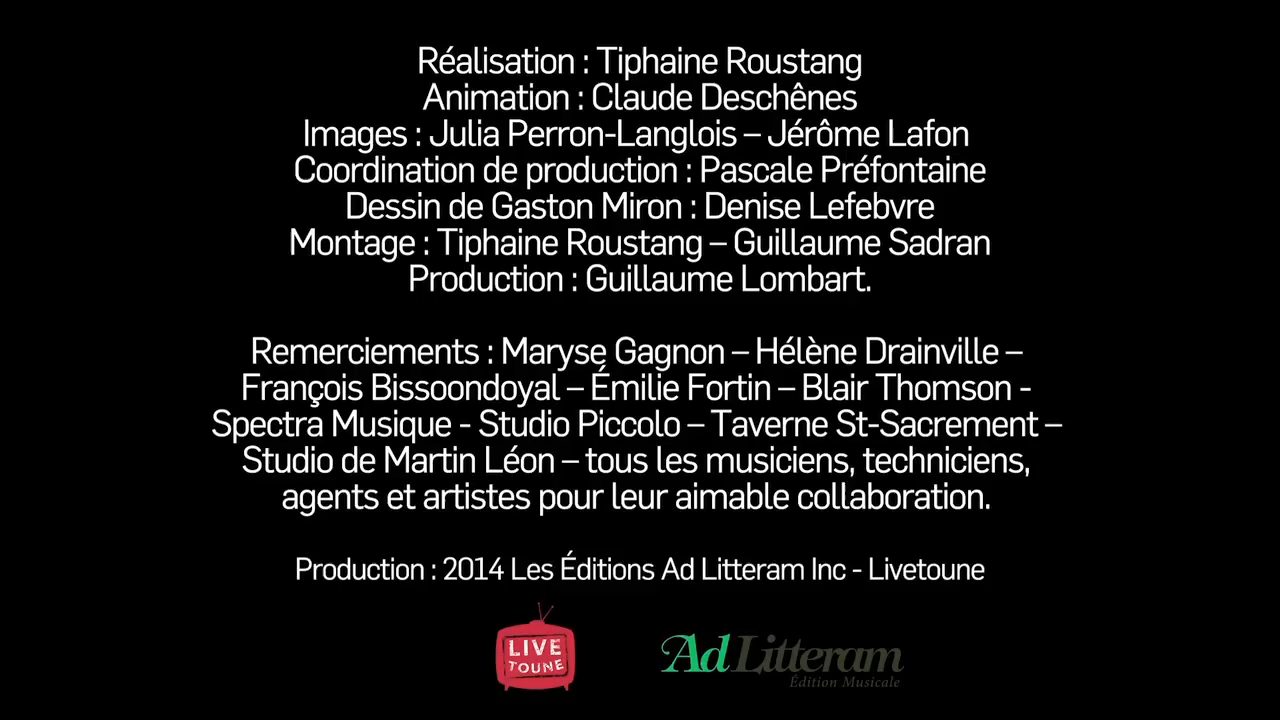 Réalisation : Tiphaine Roustang
Animation : Claude Deschênes
Images : Julia Perron-Langlois – Jérôme Lafon
Coordination de production : Pascale Préfontaine
Dessin de Gaston Miron : Denise Lefebvre
Montage : Tiphaine Roustang – Guillaume Sadran
Production : Guillaume Lombart.
Remerciements : Maryse Gagnon – Hélène Drainville –
François Bissoondoyal – Émilie Fortin – Blair Thomson -
Spectra Musique - Studio Piccolo – Taverne St-Sacrement –
Studio de Martin Léon – tous les musiciens, techniciens,
agents et artistes pour leur aimable collaboration.
Production : 2014 Les Éditions Ad Litteram Inc - Livetoune
LIVE
TOUNE
Ad Litteram
Édition Musicale